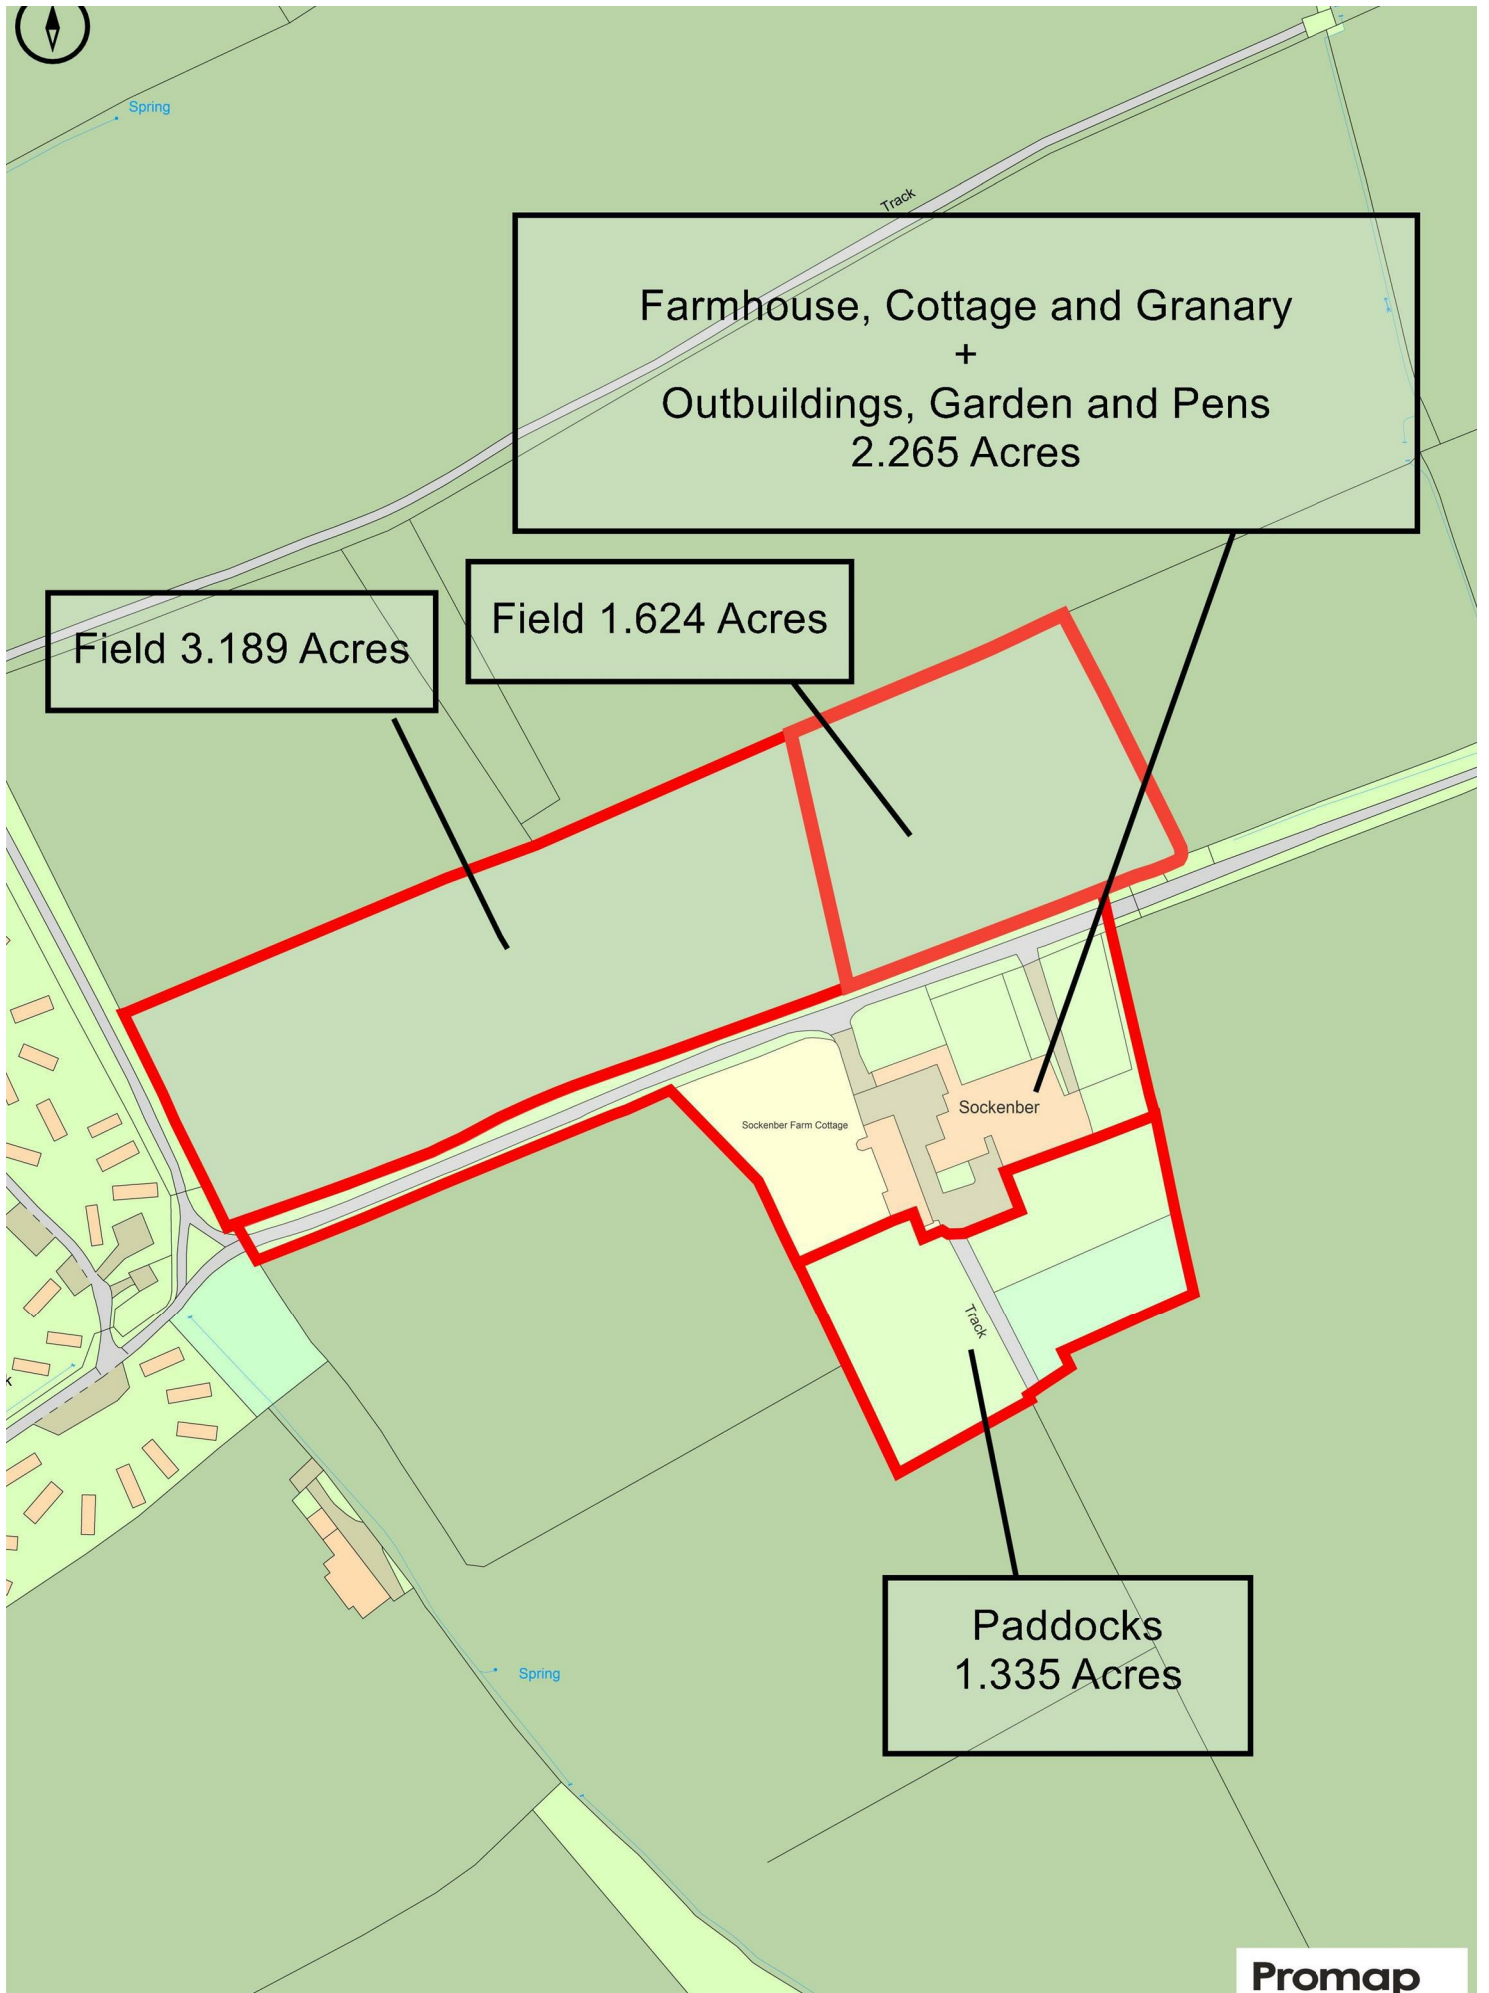 Spring
Track
Farmhouse, Cottage and Granary
+
Outbuildings, Garden and Pens
2.265 Acres
Field 1.624 Acres
Field 3.189 Acres
Sockenber
Sockenber Farm Cottage
Track
k
Paddocks
1.335 Acres
Spring
Promap